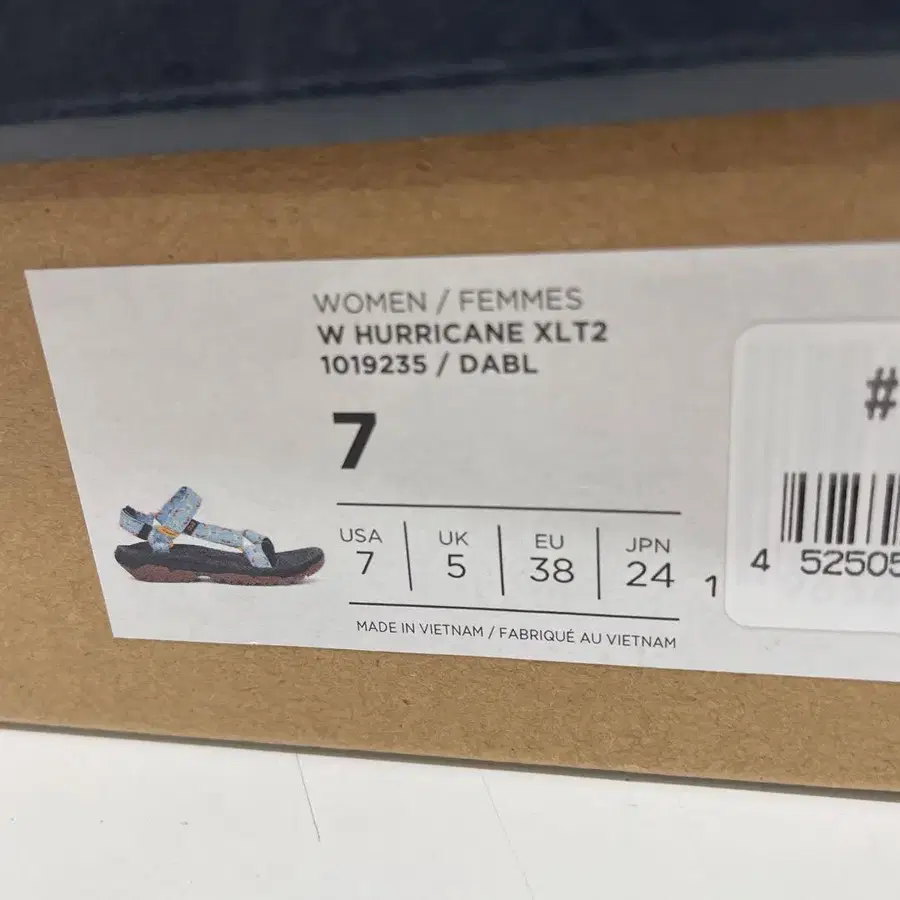 WOMEN / FEMMES
W HURRICANE XLT2
1019235 / DABL
7
USA
7
UK
5
EU
38
JPN
24
MADE IN VIETNAM / FABRIQUÉ AU VIETNAM
1
#
4 52505